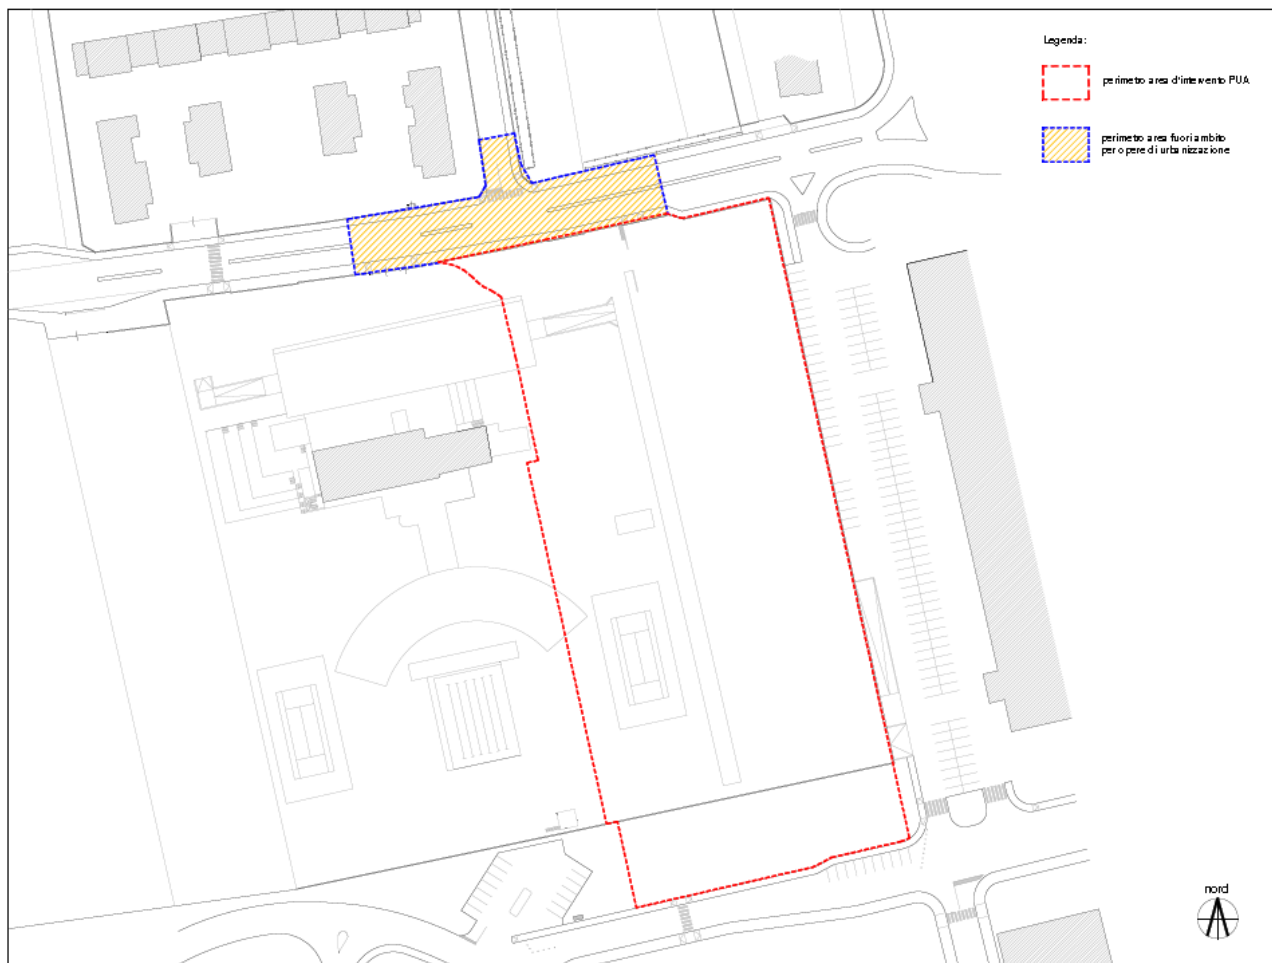 Legenda:
perimetro area d'intervento PUA
perimetro area fuori ambito
per opere di urbanizzazione
nord